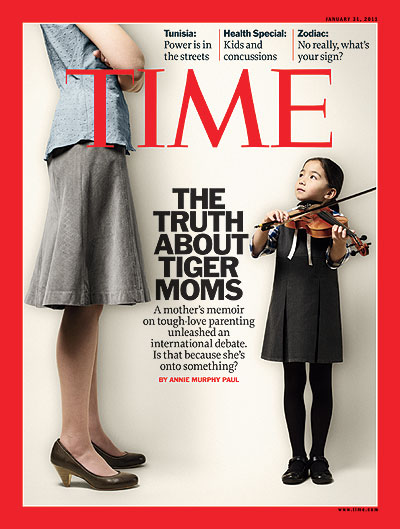 JANUARY 31, 2011
Tunisia:
Power is in
the streets
Health Special:
Kids and
concussions
Zodiac:
No really, what's
your sign?
TIME
THE
TRUTH
ABOUT
TIGER
MOMS
A mother's memoir
on tough-love parenting
unleashed an
international debate.
Is that because she's
onto something?
BY ANNIE MURPHY PAUL
www.time.com